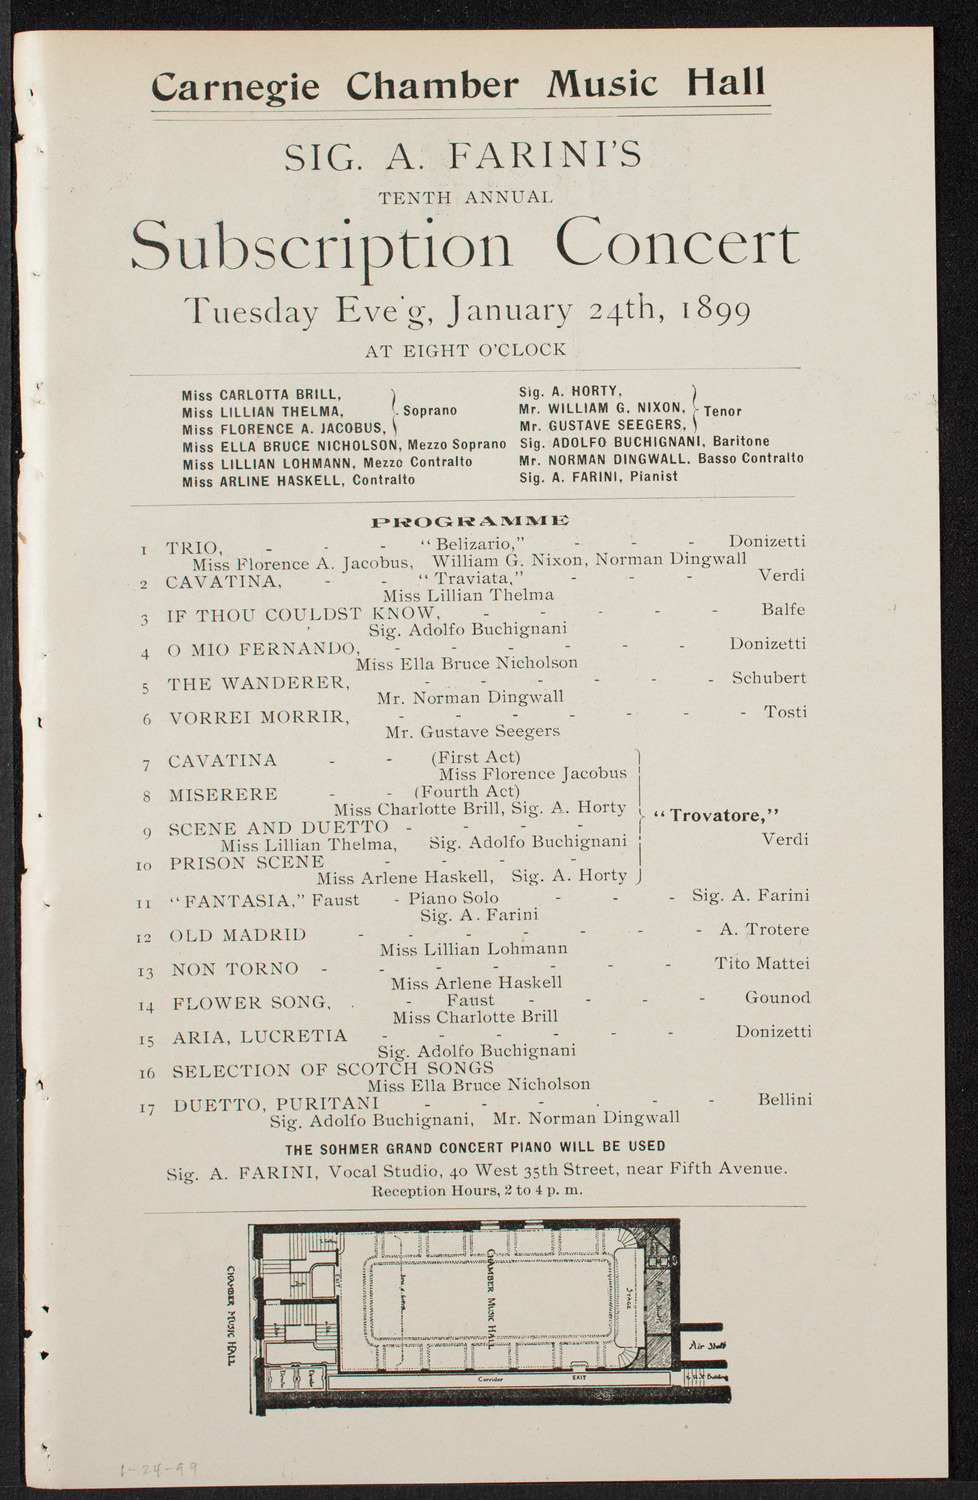 Carnegie Chamber Music Hall
SIG. A. FARINI'S
TENTH ANNUAL
Subscription Concert
Tuesday Eve'g, January 24th, 1899
AT EIGHT O'CLOCK
Miss CARLOTTA BRILL,
Miss LILLIAN THELMA, } Soprano
Miss FLORENCE A. JACOBUS,
Miss ELLA BRUCE NICHOLSON, Mezzo Soprano
Miss LILLIAN LOHMANN, Mezzo Contralto
Miss ARLINE HASKELL, Contralto
Sig. A. HORTY,
Mr. WILLIAM G. NIXON, } Tenor
Mr. GUSTAVE SEEGERS,
Sig. ADOLFO BUCHIGNANI, Baritone
Mr. NORMAN DINGWALL. Basso Contralto
Sig. A. FARINI, Pianist
PROGRAMME
1 TRIO, - - - "Belizario," - - - Donizetti
Miss Florence A. Jacobus, William G. Nixon, Norman Dingwall
2 CAVATINA, - - "Traviata," - - - Verdi
Miss Lillian Thelma
3 IF THOU COULDST KNOW, - - - - - Balfe
Sig. Adolfo Buchignani
4 O MIO FERNANDO, - - - - - - Donizetti
Miss Ella Bruce Nicholson
5 THE WANDERER, - - - - - - Schubert
Mr. Norman Dingwall
6 VORREI MORRIR, - - - - - - - Tosti
Mr. Gustave Seegers
7 CAVATINA - - (First Act)
Miss Florence Jacobus
8 MISERERE - - (Fourth Act)
Miss Charlotte Brill, Sig. A. Horty
"Trovatore,"
9 SCENE AND DUETTO - - - -
Miss Lillian Thelma, Sig. Adolfo Buchignani
Verdi
10 PRISON SCENE - - - -
Miss Arlene Haskell, Sig. A. Horty
11 "FANTASIA," Faust - Piano Solo - - - Sig. A. Farini
Sig. A. Farini
12 OLD MADRID - - - - - - - A. Trotere
Miss Lillian Lohmann
13 NON TORNO - - - - - - - Tito Mattei
Miss Arlene Haskell
14 FLOWER SONG, . - Faust - - - - Gounod
Miss Charlotte Brill
15 ARIA, LUCRETIA - - - - - - Donizetti
Sig. Adolfo Buchignani
16 SELECTION OF SCOTCH SONGS
Miss Ella Bruce Nicholson
17 DUETTO, PURITANI - - - . - - Bellini
Sig. Adolfo Buchignani, Mr. Norman Dingwall
THE SOHMER GRAND CONCERT PIANO WILL BE USED
Sig. A. FARINI, Vocal Studio, 40 West 35th Street, near Fifth Avenue.
Reception Hours, 2 to 4 p. m.
CHAMBER MUSIC HALL
EXIT
CHAMBER MUSIC HALL
STAGE
Air Shaft
Corridor
EXIT
Building
1-24-99